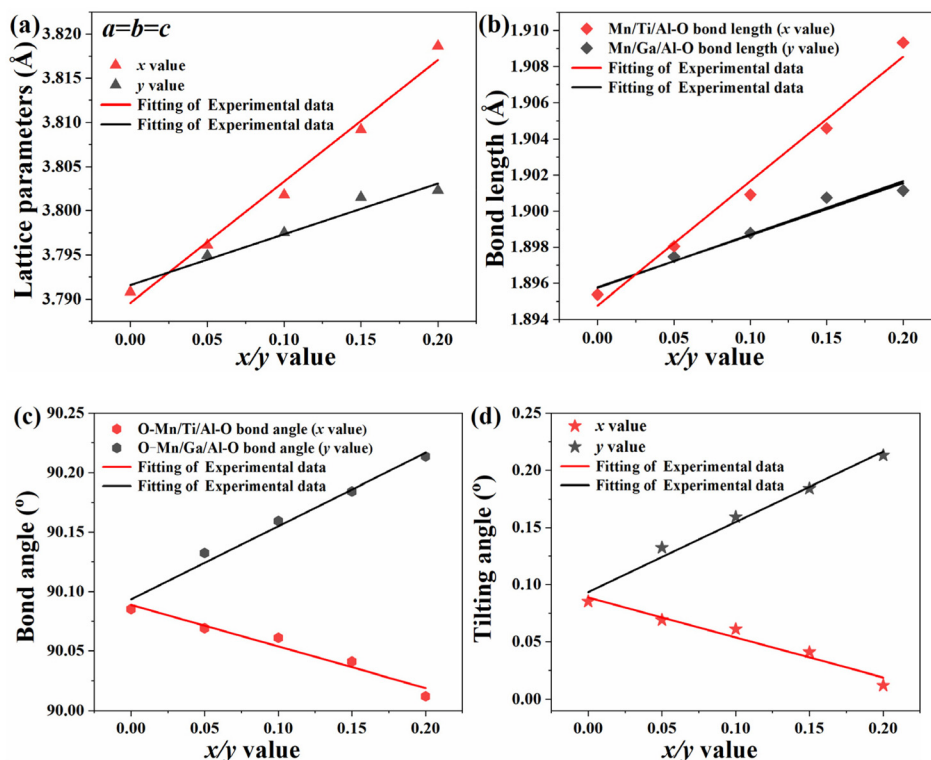 (a)
a=b=c
x value
y value
Fitting of Experimental data
Fitting of Experimental data
Lattice parameters (Å)
3.820
3.815
3.810
3.805
3.800
3.795
3.790
0.00 0.05 0.10 0.15 0.20
x/y value
(b)
Mn/Ti/Al-O bond length (x value)
Mn/Ga/Al-O bond length (y value)
Fitting of Experimental data
Fitting of Experimental data
Bond length (Å)
1.910
1.908
1.906
1.904
1.902
1.900
1.898
1.896
1.894
0.00 0.05 0.10 0.15 0.20
x/y value
(c)
O-Mn/Ti/Al-O bond angle (x value)
O-Mn/Ga/Al-O bond angle (y value)
Fitting of Experimental data
Fitting of Experimental data
Bond angle (º)
90.25
90.20
90.15
90.10
90.05
90.00
0.00 0.05 0.10 0.15 0.20
x/y value
(d)
x value
y value
Fitting of Experimental data
Fitting of Experimental data
Tilting angle (º)
0.20
0.15
0.10
0.05
0.00
0.00 0.05 0.10 0.15 0.20
x/y value